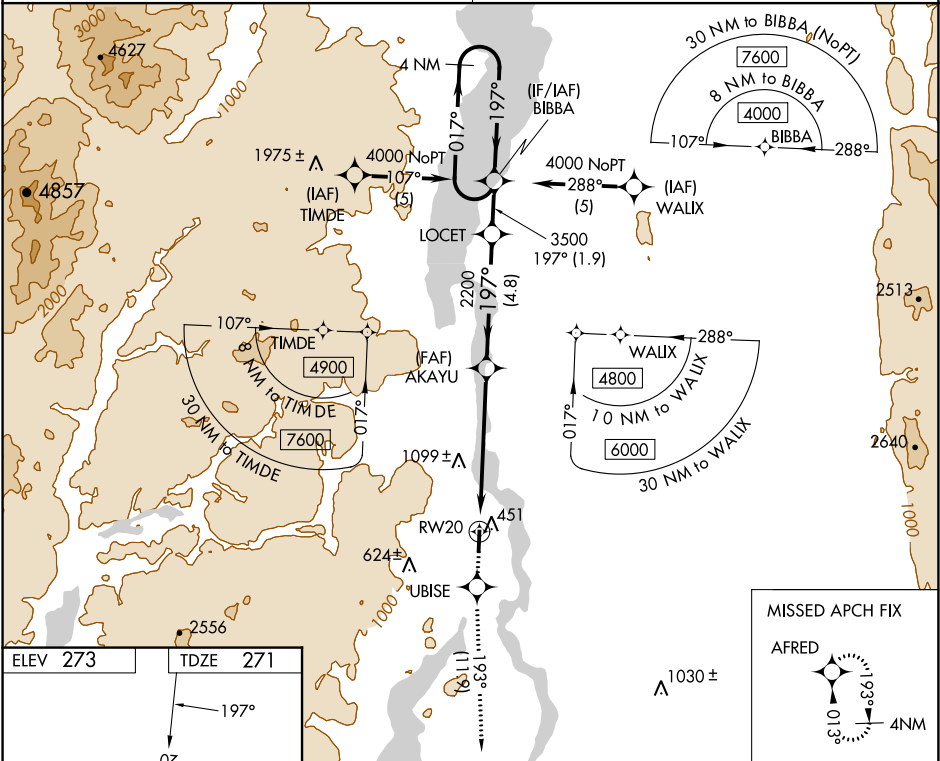 3000
4627
1000
4 NM
017°
197°
(IF/IAF)
BIBBA
30 NM to BIBBA (NoPT)
7600
8 NM to BIBBA
4000
107°
BIBBA
288°
1975 ±
4000 NoPT
107°
(5)
(IAF)
TIMDE
4000 NoPT
288°
(5)
(IAF)
WALIX
4857
LOCET
3500
197° (1.9)
2000
2200
197°
(4.8)
2513
107°
TIMDE
4900
8 NM to TIMDE
017°
7600
30 NM to TIMDE
(FAF)
AKAYU
288°
WALIX
4800
10 NM to WALIX
017°
6000
30 NM to WALIX
2640
1099 ±
1000
RW20
451
624 ±
UBISE
1000
2556
193°
(11.6)
1030 ±
MISSED APCH FIX
AFRED
193°
013°
4NM
ELEV 273
TDZE 271
197°